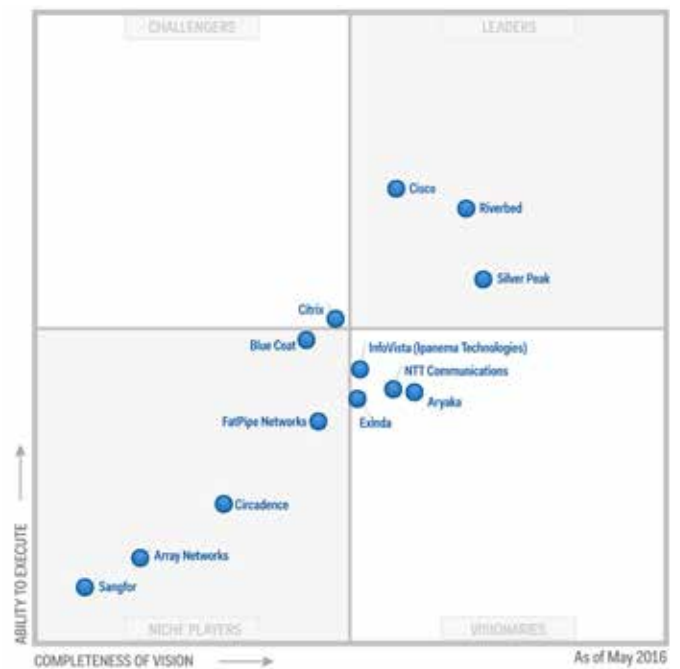 CHALLENGERS
LEADERS
Cisco
Riverbed
Silver Peak
Citrix
Blue Coat
InfoVista (Ipanema Technologies)
NTT Communications
Aryaka
Exinda
FatPipe Networks
Circadence
Array Networks
Sangfor
NICHE PLAYERS
VISIONARIES
ABILITY TO EXECUTE
COMPLETENESS OF VISION
As of May 2016